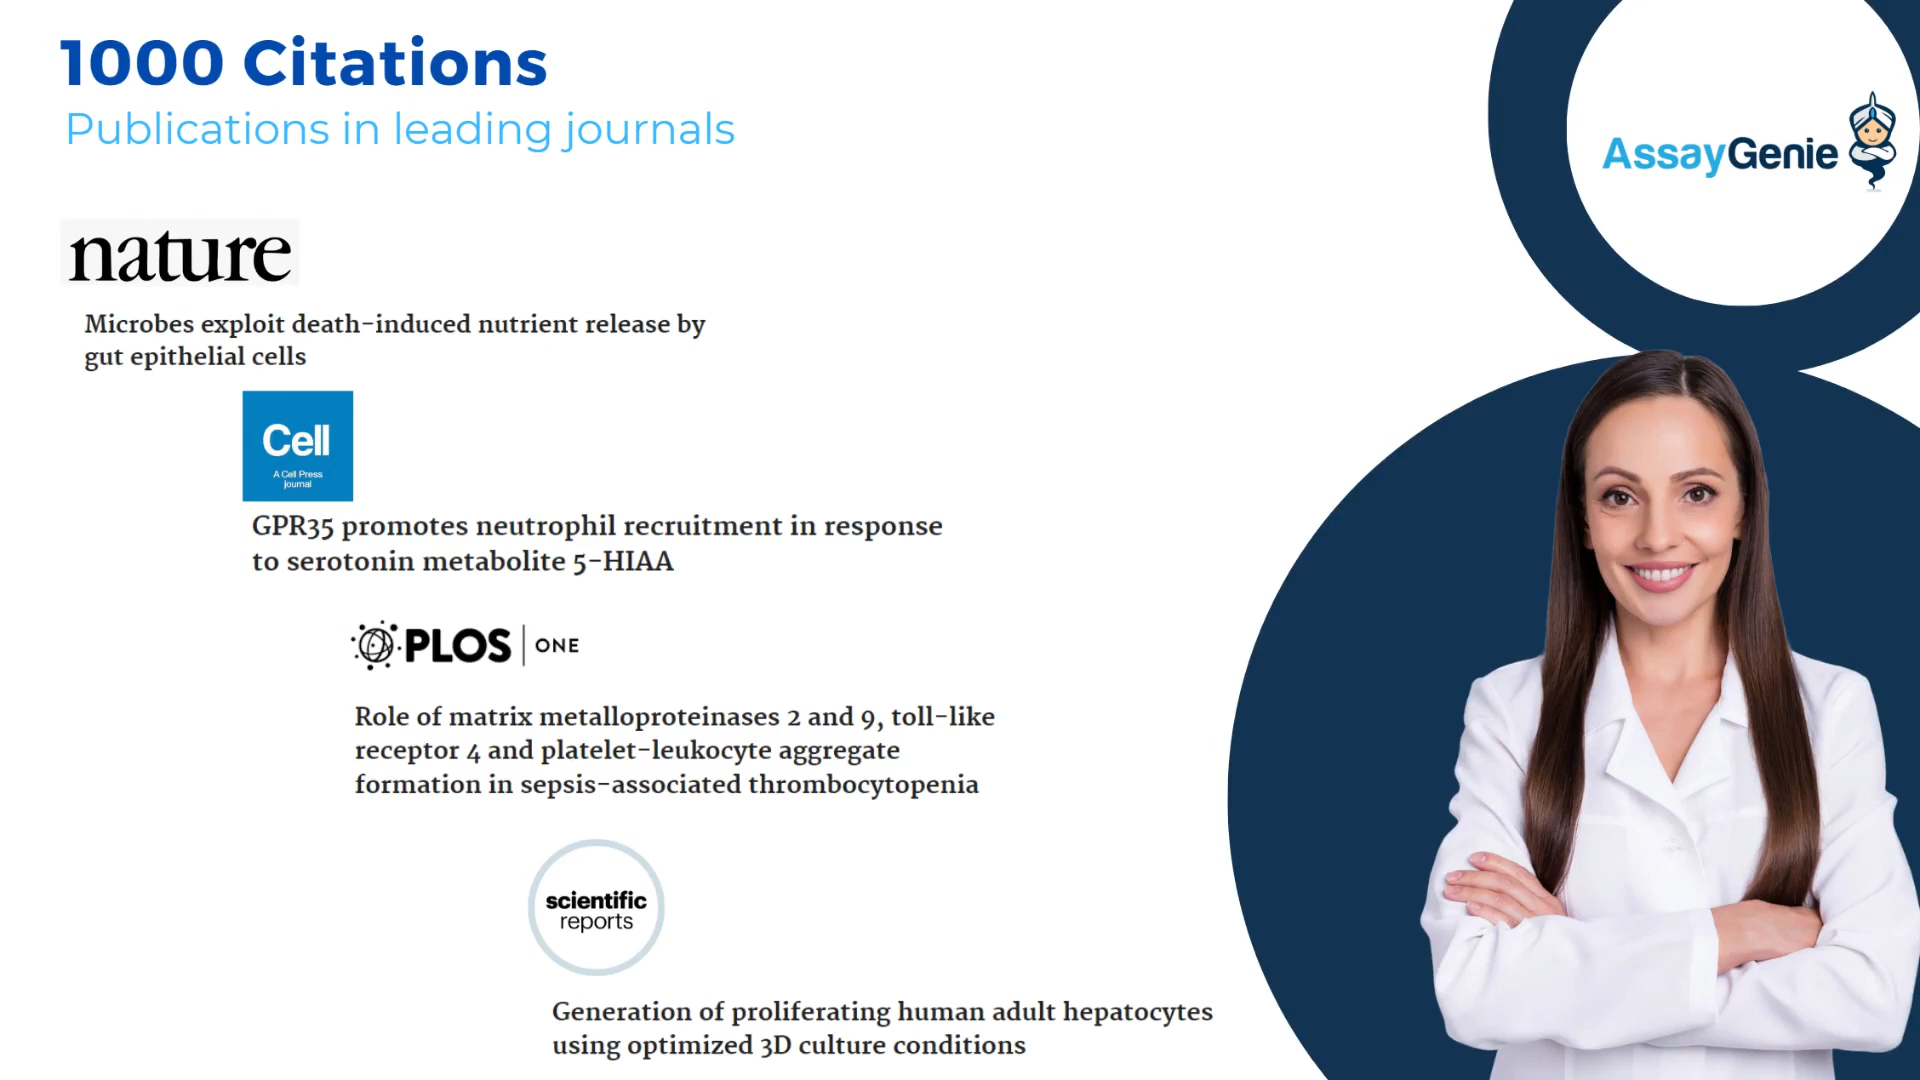 1000 Citations
Publications in leading journals
AssayGenie
nature
Microbes exploit death-induced nutrient release by
gut epithelial cells
Cell
A Cell Press
journal
GPR35 promotes neutrophil recruitment in response
to serotonin metabolite 5-HIAA
PLOS ONE
Role of matrix metalloproteinases 2 and 9, toll-like
receptor 4 and platelet-leukocyte aggregate
formation in sepsis-associated thrombocytopenia
scientific
reports
Generation of proliferating human adult hepatocytes
using optimized 3D culture conditions